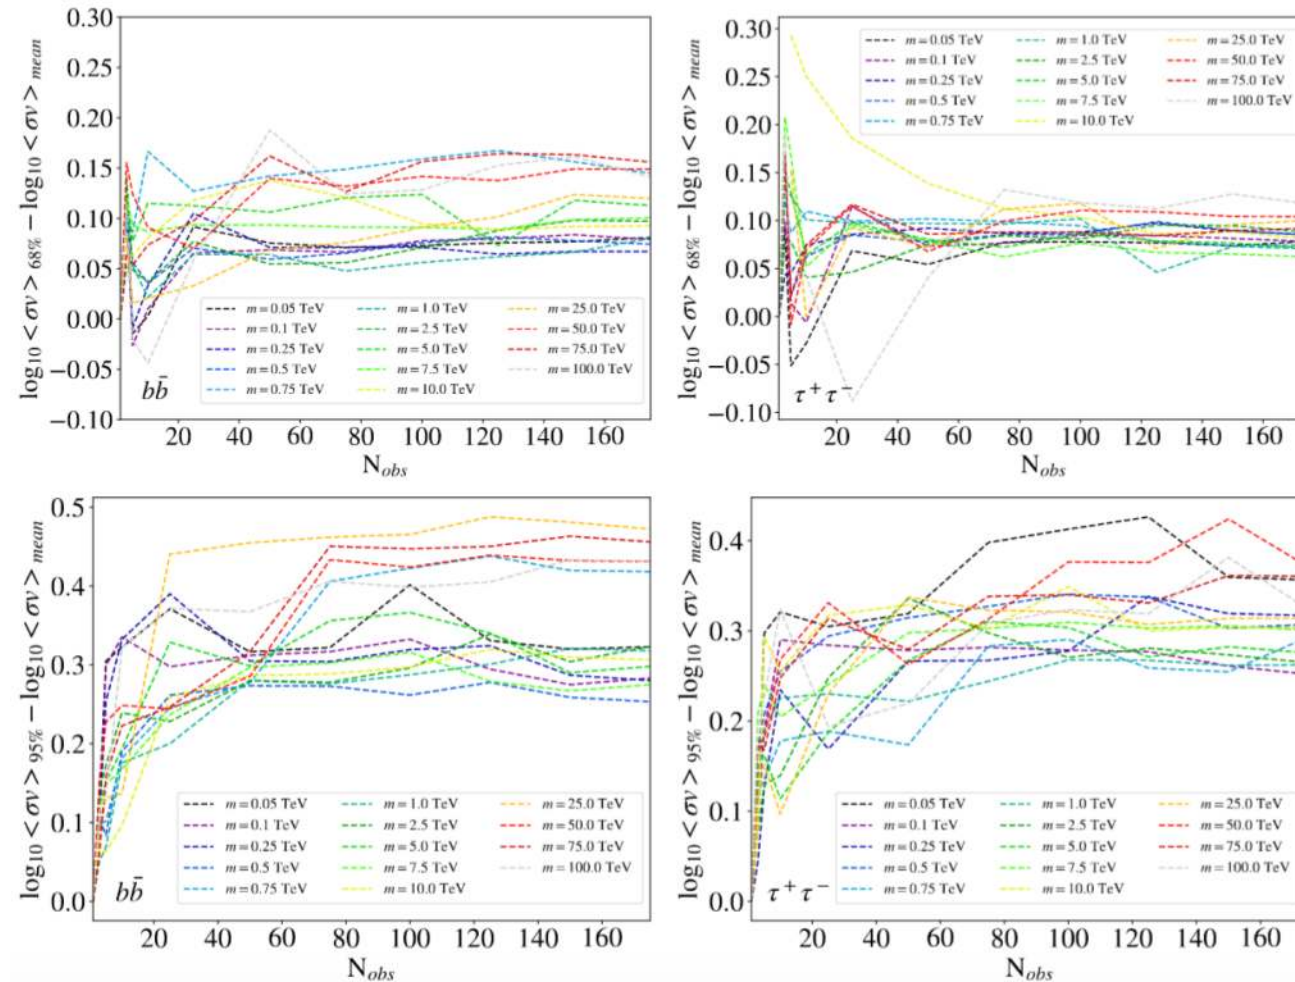 0.30
0.25
0.20
0.15
0.10
0.05
0.00
−0.05
−0.10
log₁₀ < σν > ₆₈% − log₁₀ < σν > mean
m = 0.05 TeV m = 1.0 TeV m = 25.0 TeV
m = 0.1 TeV m = 2.5 TeV m = 50.0 TeV
m = 0.25 TeV m = 5.0 TeV m = 75.0 TeV
m = 0.5 TeV m = 7.5 TeV m = 100.0 TeV
m = 0.75 TeV m = 10.0 TeV
bb̄
20 40 60 80 100 120 140 160
N_obs
0.30
0.25
0.20
0.15
0.10
0.05
0.00
−0.05
−0.10
log₁₀ < σν > ₆₈% − log₁₀ < σν > mean
m = 0.05 TeV m = 1.0 TeV m = 25.0 TeV
m = 0.1 TeV m = 2.5 TeV m = 50.0 TeV
m = 0.25 TeV m = 5.0 TeV m = 75.0 TeV
m = 0.5 TeV m = 7.5 TeV m = 100.0 TeV
m = 0.75 TeV m = 10.0 TeV
τ⁺τ⁻
20 40 60 80 100 120 140 160
N_obs
0.5
0.4
0.3
0.2
0.1
0.0
log₁₀ < σν > ₉₅% − log₁₀ < σν > mean
m = 0.05 TeV m = 1.0 TeV m = 25.0 TeV
m = 0.1 TeV m = 2.5 TeV m = 50.0 TeV
m = 0.25 TeV m = 5.0 TeV m = 75.0 TeV
m = 0.5 TeV m = 7.5 TeV m = 100.0 TeV
m = 0.75 TeV m = 10.0 TeV
bb̄
20 40 60 80 100 120 140 160
N_obs
0.4
0.3
0.2
0.1
0.0
log₁₀ < σν > ₉₅% − log₁₀ < σν > mean
m = 0.05 TeV m = 1.0 TeV m = 25.0 TeV
m = 0.1 TeV m = 2.5 TeV m = 50.0 TeV
m = 0.25 TeV m = 5.0 TeV m = 75.0 TeV
m = 0.5 TeV m = 7.5 TeV m = 100.0 TeV
m = 0.75 TeV m = 10.0 TeV
τ⁺τ⁻
20 40 60 80 100 120 140 160
N_obs